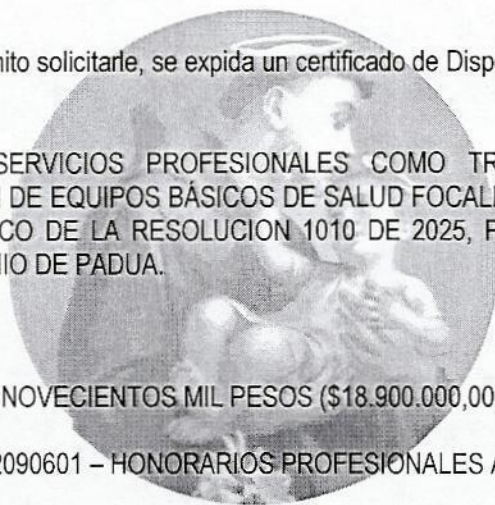 mito solicitarle, se expida un certificado de Disp
SERVICIOS PROFESIONALES COMO TR
DE EQUIPOS BÁSICOS DE SALUD FOCALI
CO DE LA RESOLUCION 1010 DE 2025, P
NIO DE PADUA.
NOVECIENTOS MIL PESOS ($18.900.000,00
2090601 – HONORARIOS PROFESIONALES A